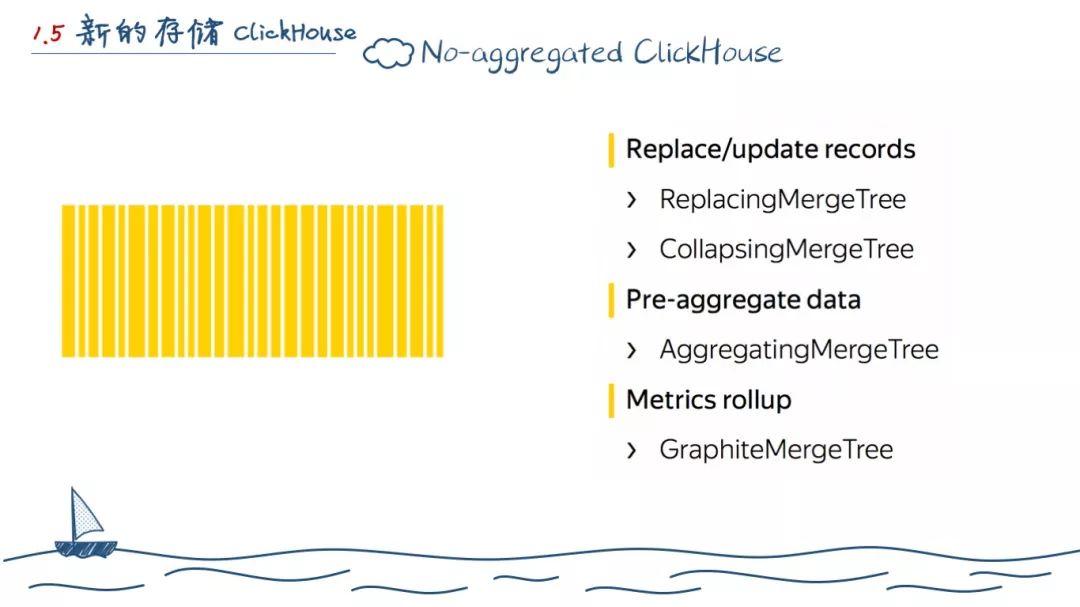 1.5 新的存储 ClickHouse
No-aggregated ClickHouse
Replace/update records
› ReplacingMergeTree
› CollapsingMergeTree
Pre-aggregate data
› AggregatingMergeTree
Metrics rollup
› GraphiteMergeTree